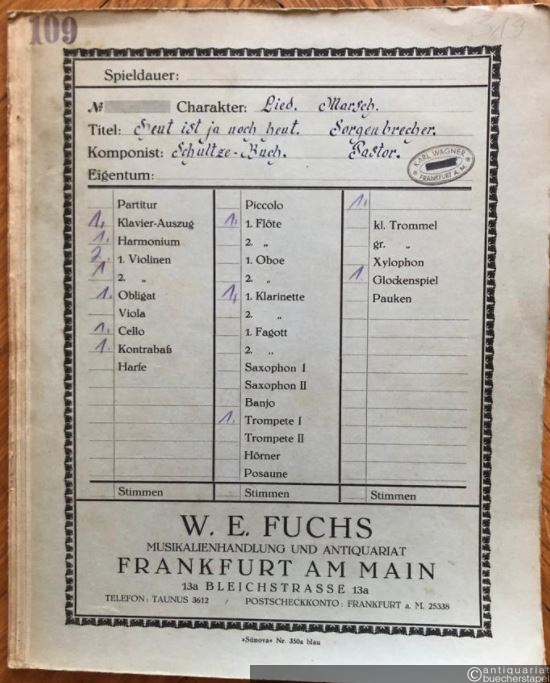 109
313
Spieldauer:
№ Charakter: Lied. Marsch.
Titel: Heut ist ja noch heut. Sorgenbrecher.
Komponist: Schultze-Buch. Pastor.
KARL WAGNER
FRANKFURT A. M.
Eigentum:
Partitur
1, Klavier-Auszug
1. Harmonium
2. 1. Violinen
1 2. „
1. Obligat
Viola
1. Cello
1. Kontrabaß
Harfe
Stimmen
Piccolo
1. 1. Flöte
2. „
1. Oboe
2. „
1, 1. Klarinette
2. „
1. Fagott
2. „
Saxophon I
Saxophon II
Banjo
1. Trompete I
Trompete II
Hörner
Posaune
Stimmen
1.
kl. Trommel
gr. „
Xylophon
1. Glockenspiel
Pauken
Stimmen
W. E. FUCHS
MUSIKALIENHANDLUNG UND ANTIQUARIAT
FRANKFURT AM MAIN
13a BLEICHSTRASSE 13a
TELEFON: TAUNUS 3612 / POSTSCHECKKONTO: FRANKFURT a. M. 25338
»Sünova« Nr. 350a blau
antiquariat
buecherstapel